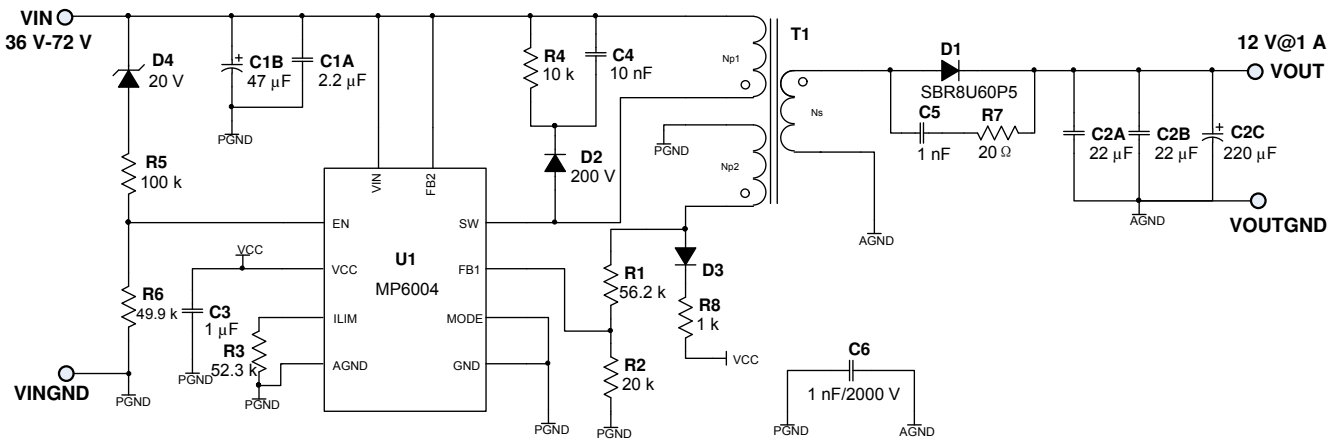 VIN
36 V-72 V
D4
20 V
C1B
47 μF
C1A
2.2 μF
PGND
R4
10 k
C4
10 nF
D2
200 V
T1
Np1
Np2
Ns
PGND
D1
SBR8U60P5
C5
1 nF
R7
20 Ω
12 V@1 A
VOUT
C2A
22 μF
C2B
22 μF
C2C
220 μF
AGND
VOUTGND
AGND
R5
100 k
R6
49.9 k
VINGND
PGND
VCC
C3
1 μF
PGND
R3
52.3 k
PGND
VIN
FB2
EN
VCC
ILIM
AGND
U1
MP6004
SW
FB1
MODE
GND
PGND
R1
56.2 k
R2
20 k
PGND
D3
R8
1 k
VCC
C6
1 nF/2000 V
PGND
AGND